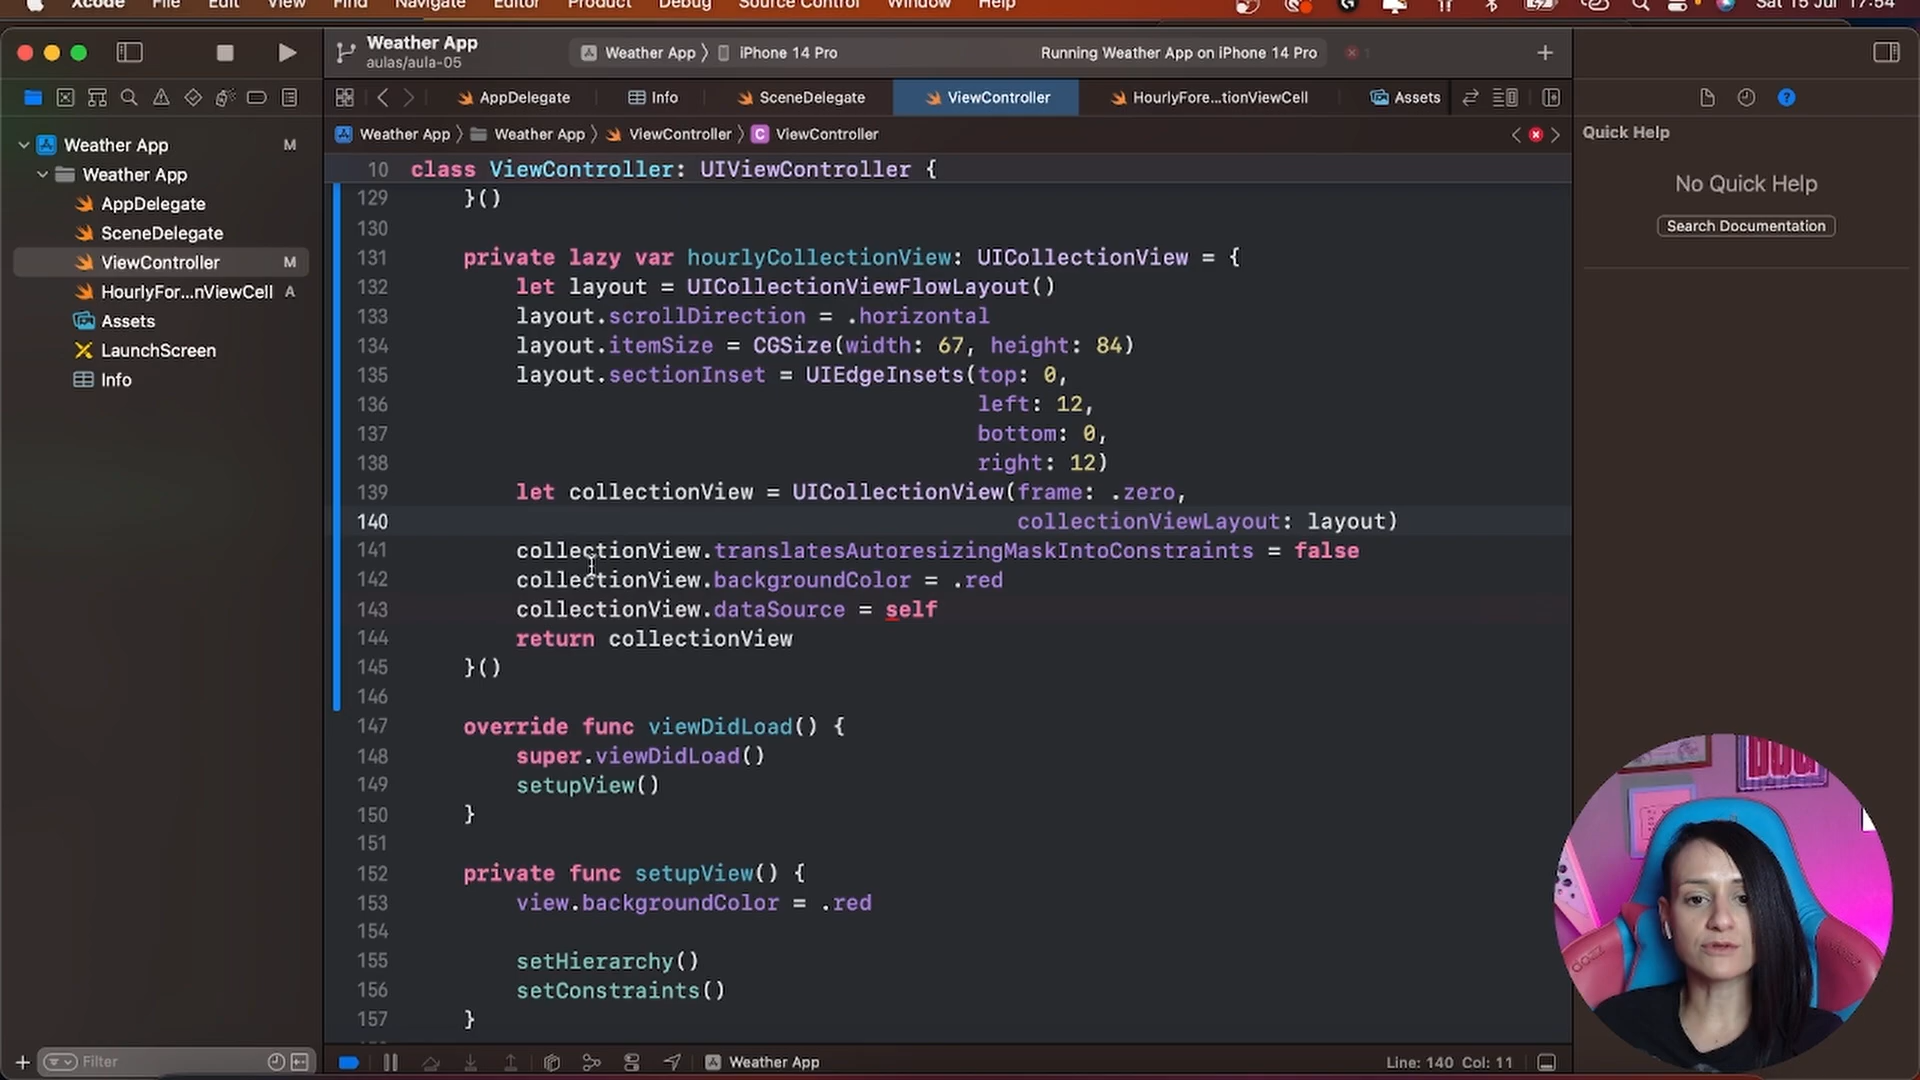 Xcode File Edit View Find Navigate Editor Product Debug Source Control Window Help Sat 15 Jul 17:54
Weather App
aulas/aula-05
Weather App iPhone 14 Pro Running Weather App on iPhone 14 Pro
AppDelegate Info SceneDelegate ViewController HourlyFore...tionViewCell Assets
Weather App Weather App ViewController C ViewController
Weather App M
Weather App
AppDelegate
SceneDelegate
ViewController M
HourlyFor...nViewCell A
Assets
LaunchScreen
Info
10 class ViewController: UIViewController {
129 }()
130
131 private lazy var hourlyCollectionView: UICollectionView = {
132 let layout = UICollectionViewFlowLayout()
133 layout.scrollDirection = .horizontal
134 layout.itemSize = CGSize(width: 67, height: 84)
135 layout.sectionInset = UIEdgeInsets(top: 0,
136 left: 12,
137 bottom: 0,
138 right: 12)
139 let collectionView = UICollectionView(frame: .zero,
140 collectionViewLayout: layout)
141 collectionView.translatesAutoresizingMaskIntoConstraints = false
142 collectionView.backgroundColor = .red
143 collectionView.dataSource = self
144 return collectionView
145 }()
146
147 override func viewDidLoad() {
148 super.viewDidLoad()
149 setupView()
150 }
151
152 private func setupView() {
153 view.backgroundColor = .red
154
155 setHierarchy()
156 setConstraints()
157 }
Quick Help
No Quick Help
Search Documentation
Filter
Weather App
Line: 140 Col: 11